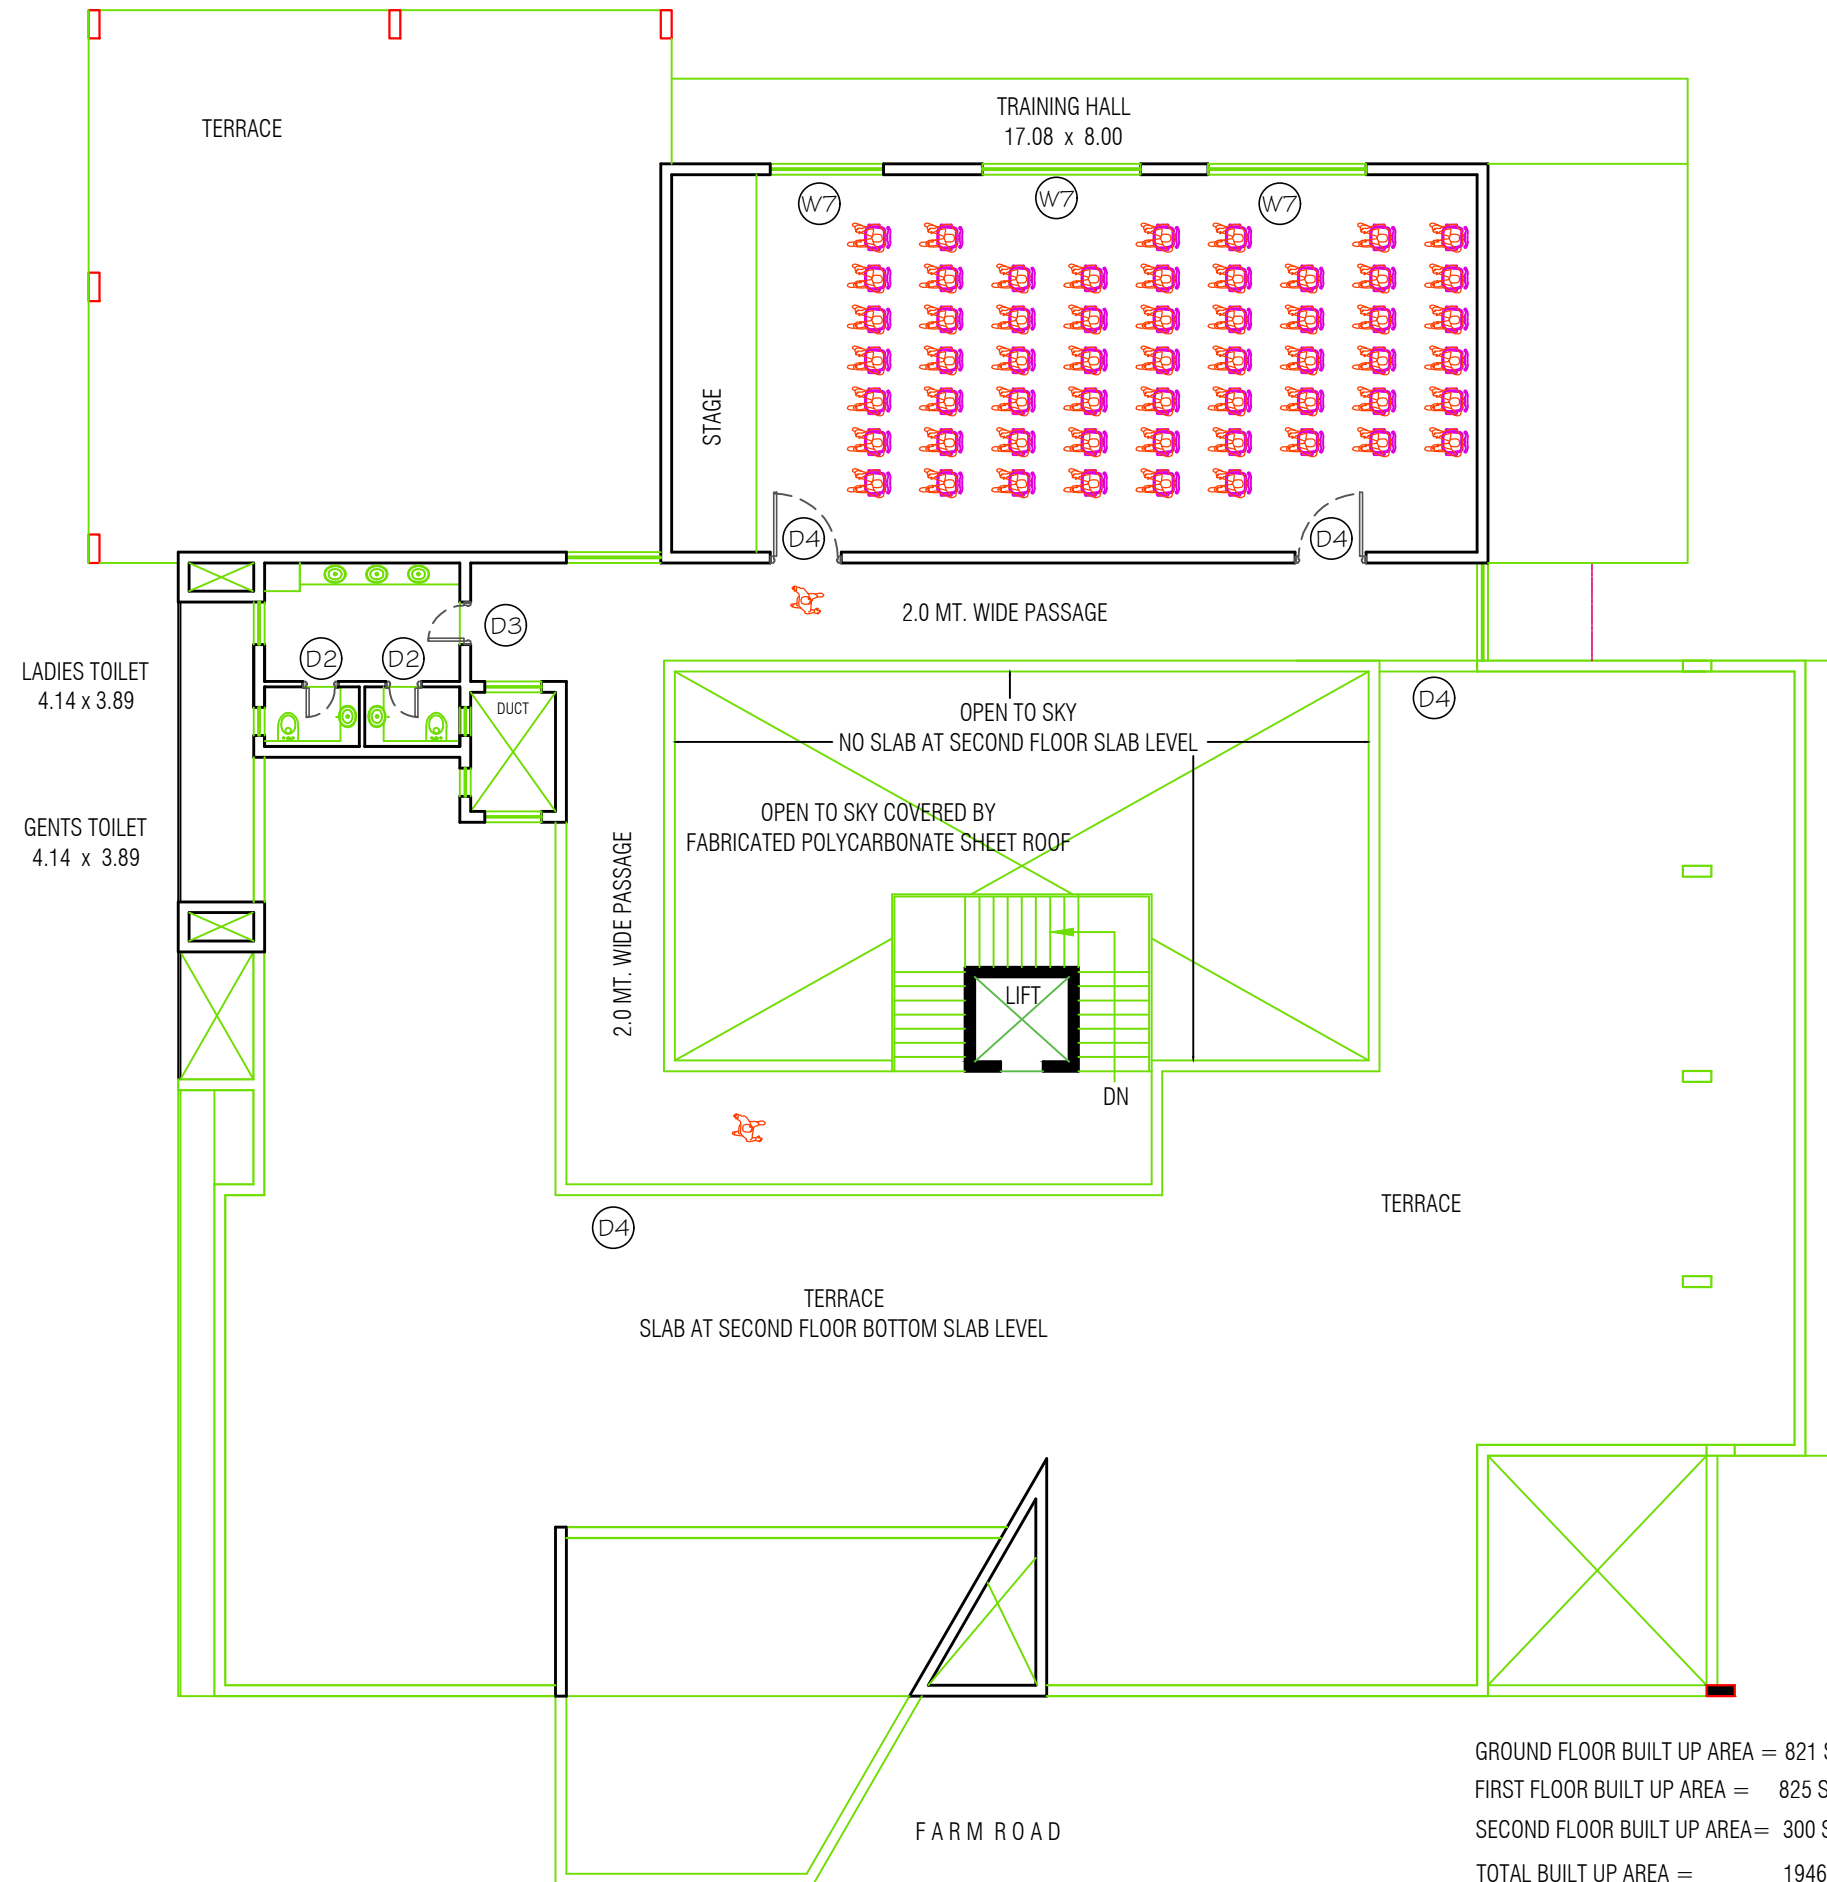 TERRACE
TRAINING HALL
17.08 x 8.00
W7
W7
W7
STAGE
D4
D4
2.0 MT. WIDE PASSAGE
D3
D2
D2
LADIES TOILET
4.14 x 3.89
DUCT
D4
OPEN TO SKY
NO SLAB AT SECOND FLOOR SLAB LEVEL
OPEN TO SKY COVERED BY
FABRICATED POLYCARBONATE SHEET ROOF
GENTS TOILET
4.14 x 3.89
2.0 MT. WIDE PASSAGE
LIFT
DN
TERRACE
D4
TERRACE
SLAB AT SECOND FLOOR BOTTOM SLAB LEVEL
GROUND FLOOR BUILT UP AREA = 821 S
FIRST FLOOR BUILT UP AREA = 825 S
SECOND FLOOR BUILT UP AREA= 300 S
TOTAL BUILT UP AREA = 1946
FARM ROAD